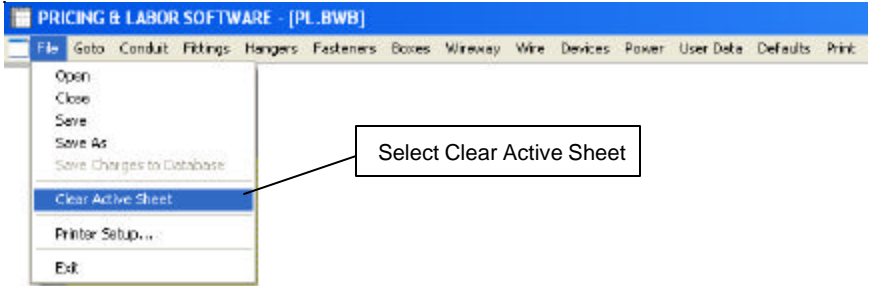 PRICING & LABOR SOFTWARE - [PL.BWB]
File Goto Conduit Fittings Hangers Fasteners Boxes Wireway Wire Devices Power User Data Defaults Print
Open
Close
Save
Save As
Save Changes to Database
Clear Active Sheet
Select Clear Active Sheet
Printer Setup...
Exit